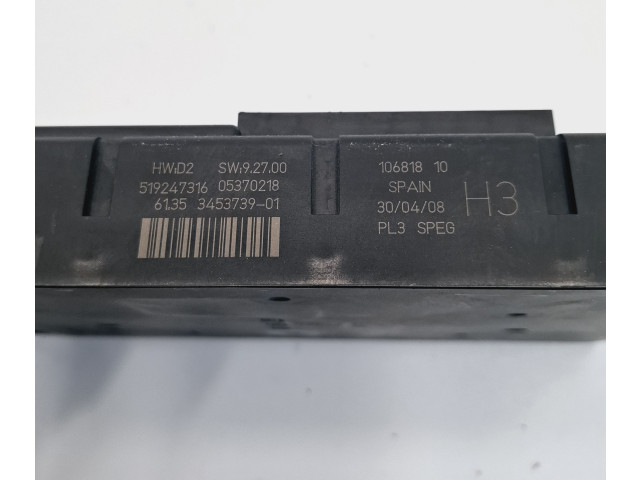 HW:D2 SW:9.27.00
519247316 05370218
61.35 3453739-01
106818 10
SPAIN
30/04/08
PL3 SPEG
H3